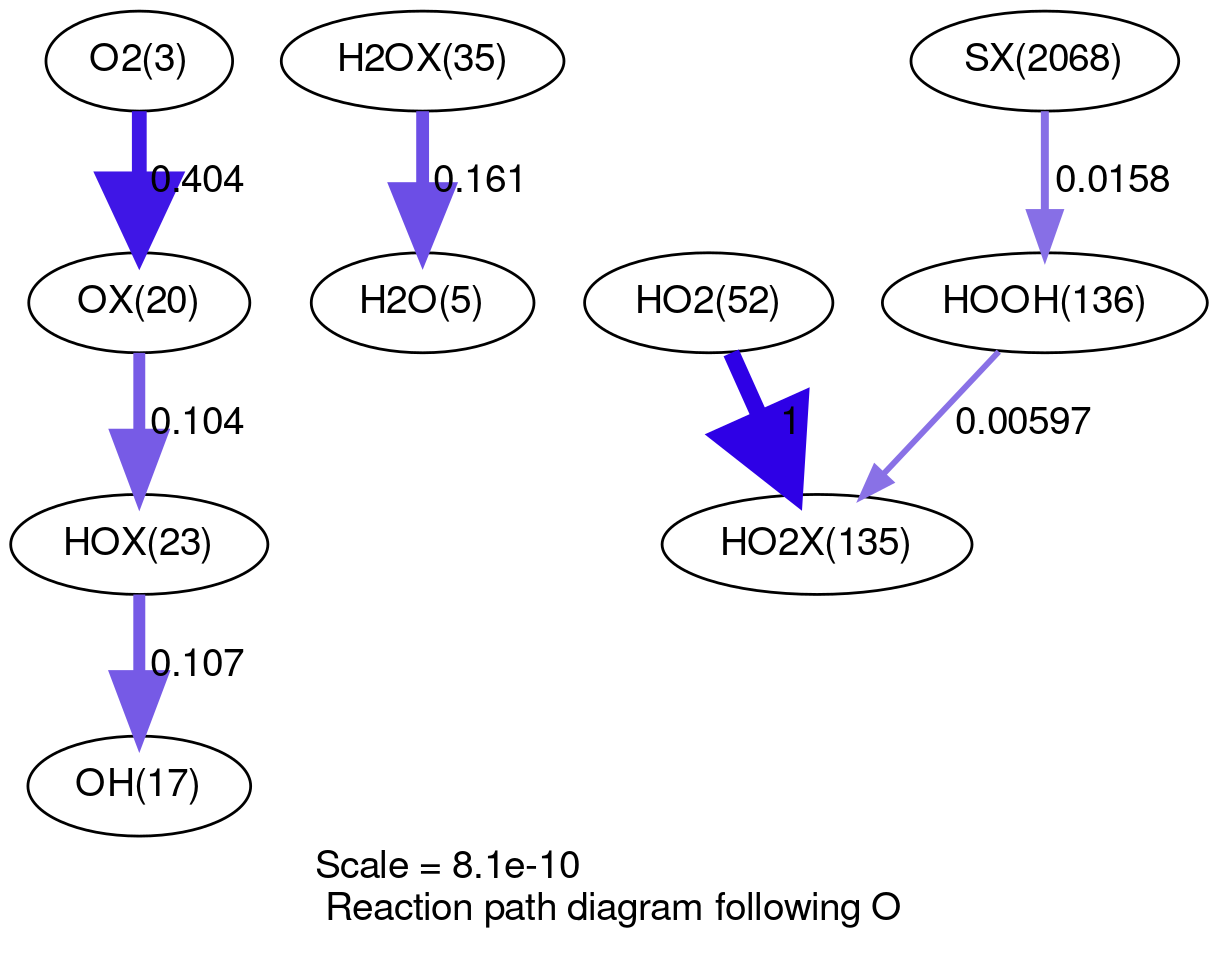 O2(3)
H2OX(35)
SX(2068)
0.404
0.161
0.0158
OX(20)
H2O(5)
HO2(52)
HOOH(136)
0.104
1
0.00597
HOX(23)
HO2X(135)
0.107
OH(17)
Scale = 8.1e-10
Reaction path diagram following O